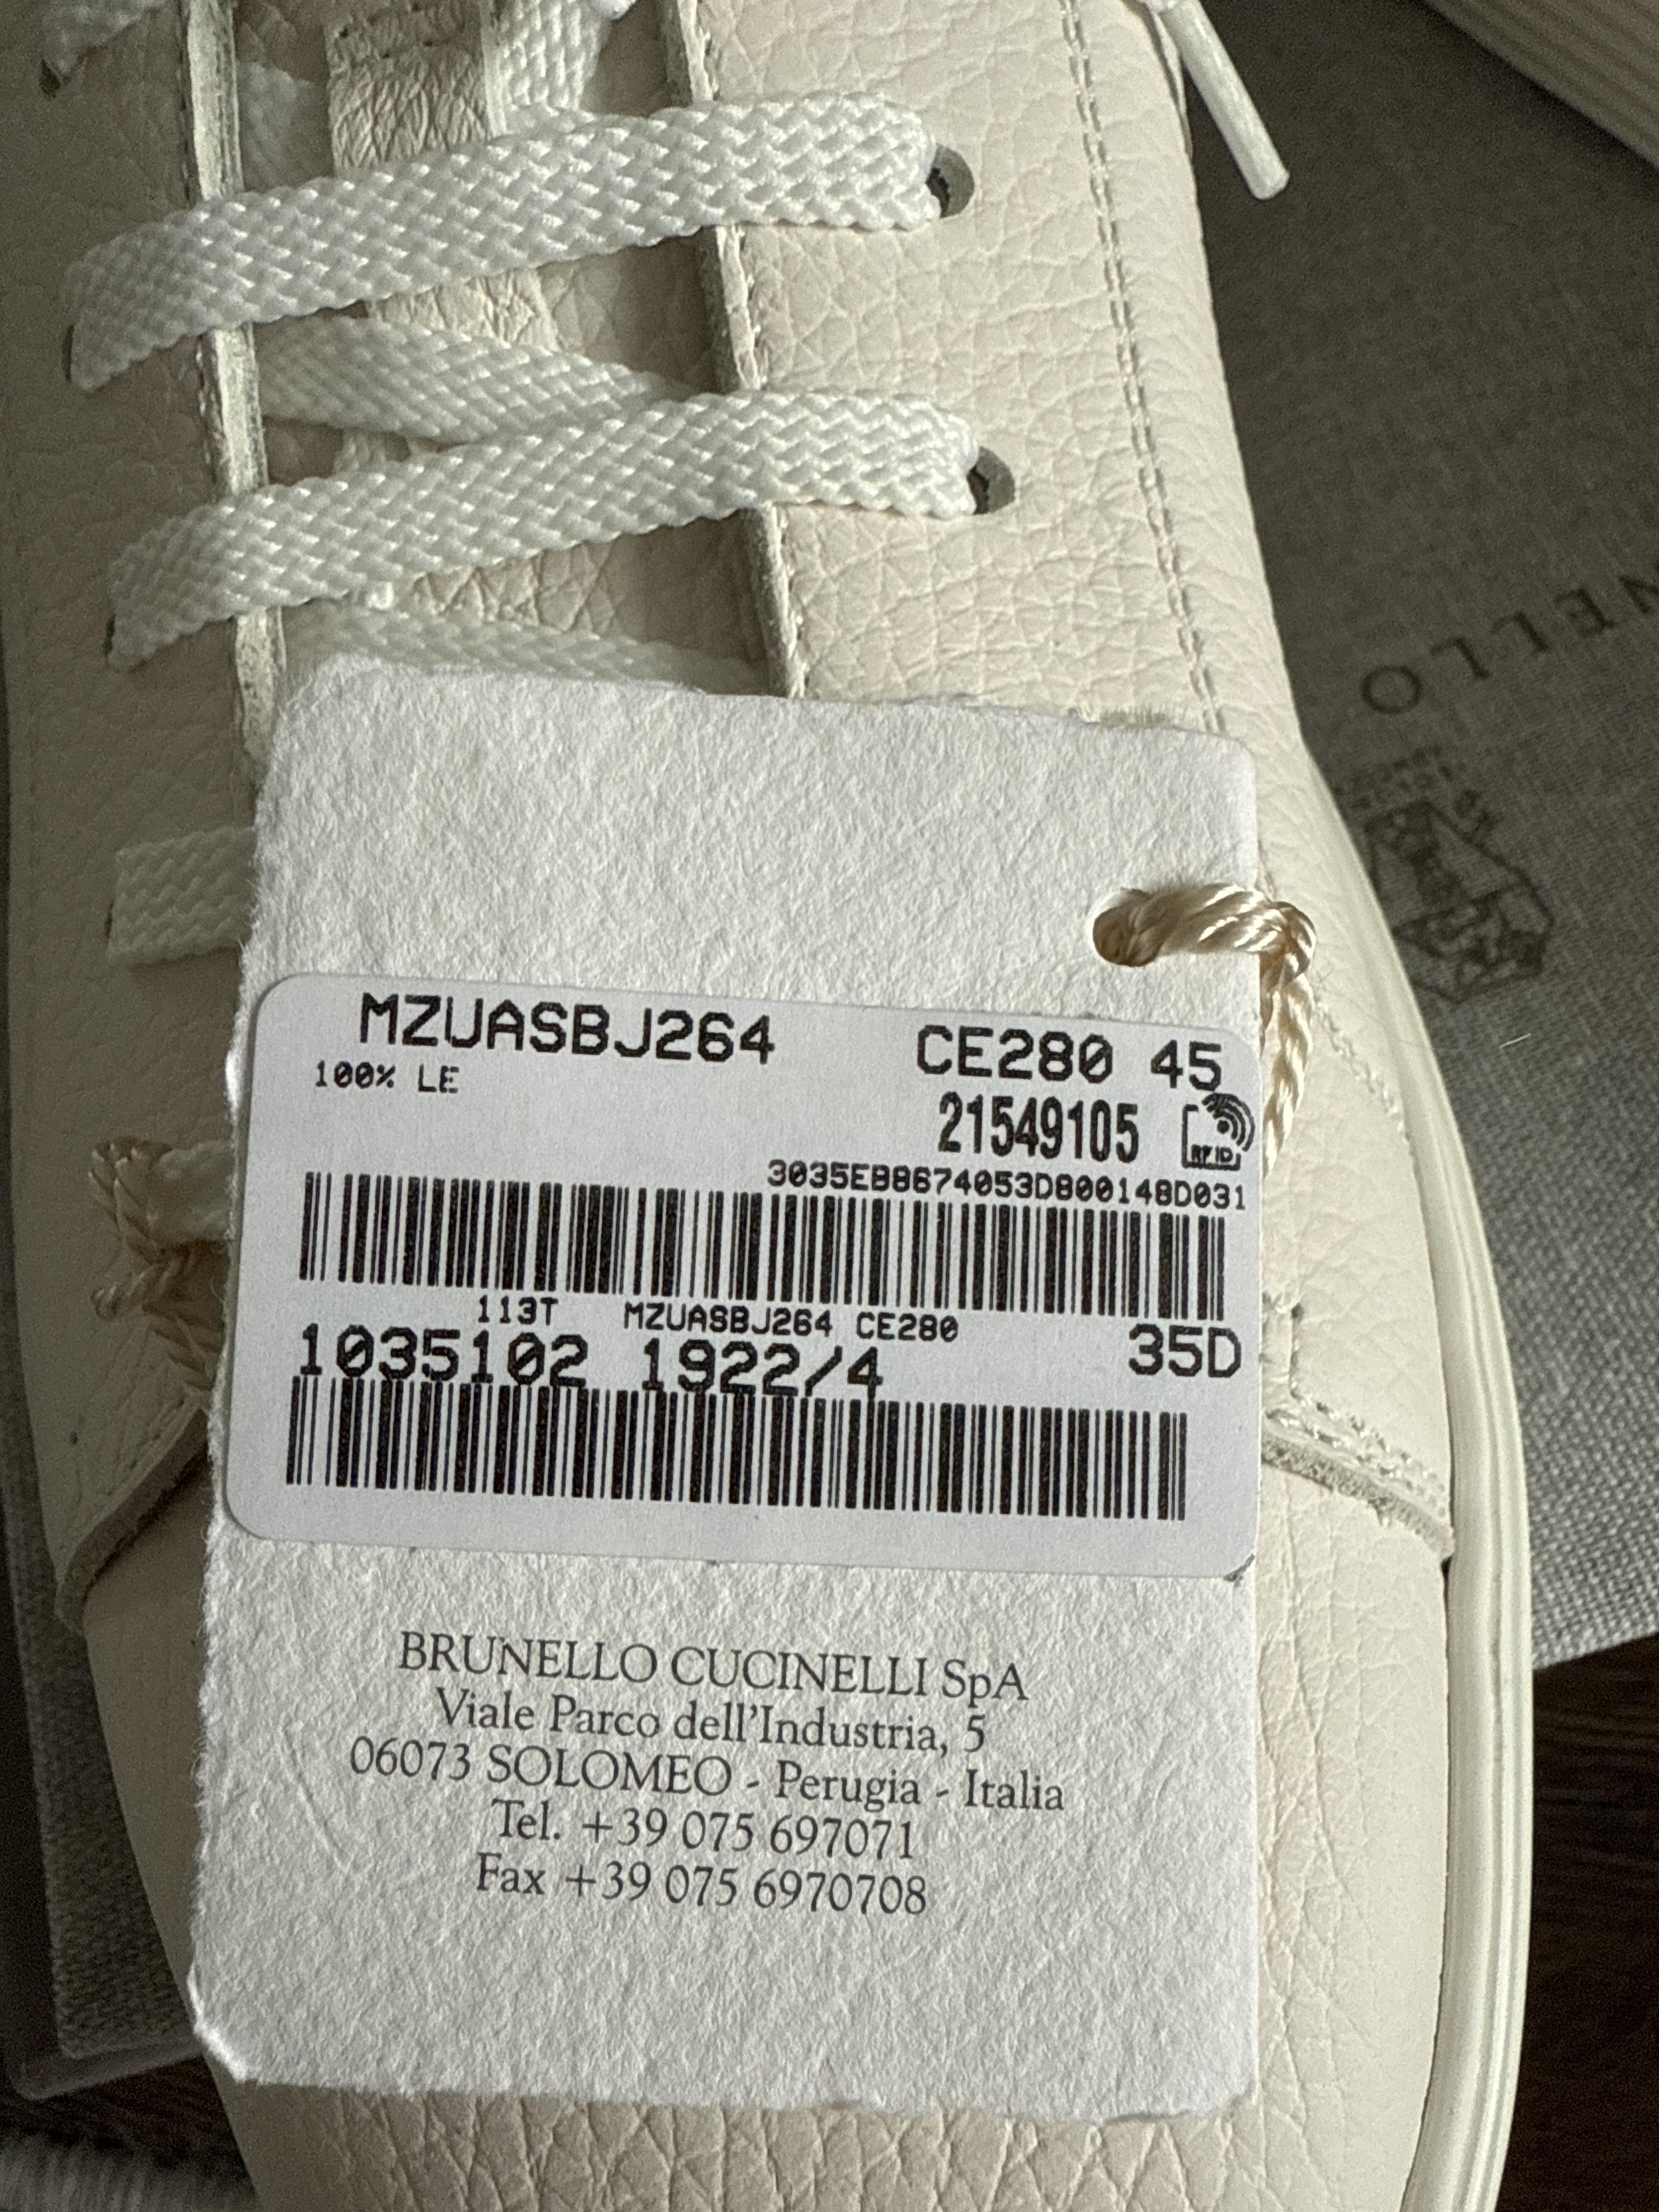 NELLO
MZUASBJ264 CE280 45
100% LE
21549105
RFID
3035EB8674053D800148D031
113T MZUASBJ264 CE280
1035102 1922/4 35D
BRUNELLO CUCINELLI SpA
Viale Parco dell'Industria, 5
06073 SOLOMEO - Perugia - Italia
Tel. +39 075 697071
Fax +39 075 6970708